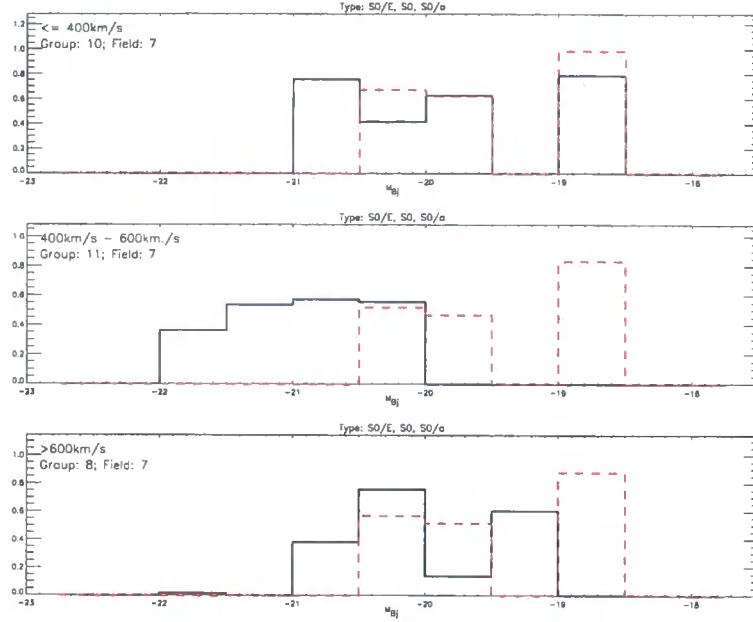 Type: S0/E, S0, S0/a
<= 400km/s
Group: 10; Field: 7
1.2
1.0
0.8
0.6
0.4
0.2
0.0
-23 -22 -21 -20 -19 -18
MBj
Type: S0/E, S0, S0/a
400km/s - 600km./s
Group: 11; Field: 7
1.0
0.8
0.6
0.4
0.2
0.0
-23 -22 -21 -20 -19 -18
MBj
Type: S0/E, S0, S0/a
>600km/s
Group: 8; Field: 7
1.0
0.8
0.6
0.4
0.2
0.0
-23 -22 -21 -20 -19 -18
MBj